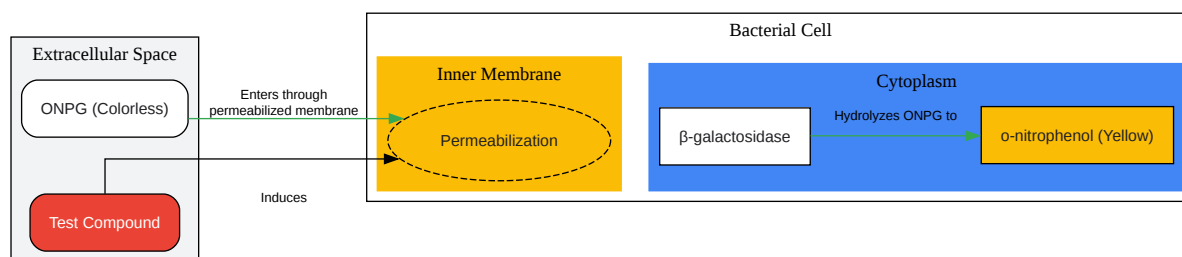 Bacterial Cell
Extracellular Space
Inner Membrane
Cytoplasm
ONPG (Colorless)
Enters through
permeabilized membrane
Permeabilization
β-galactosidase
Hydrolyzes ONPG to
o-nitrophenol (Yellow)
Test Compound
Induces